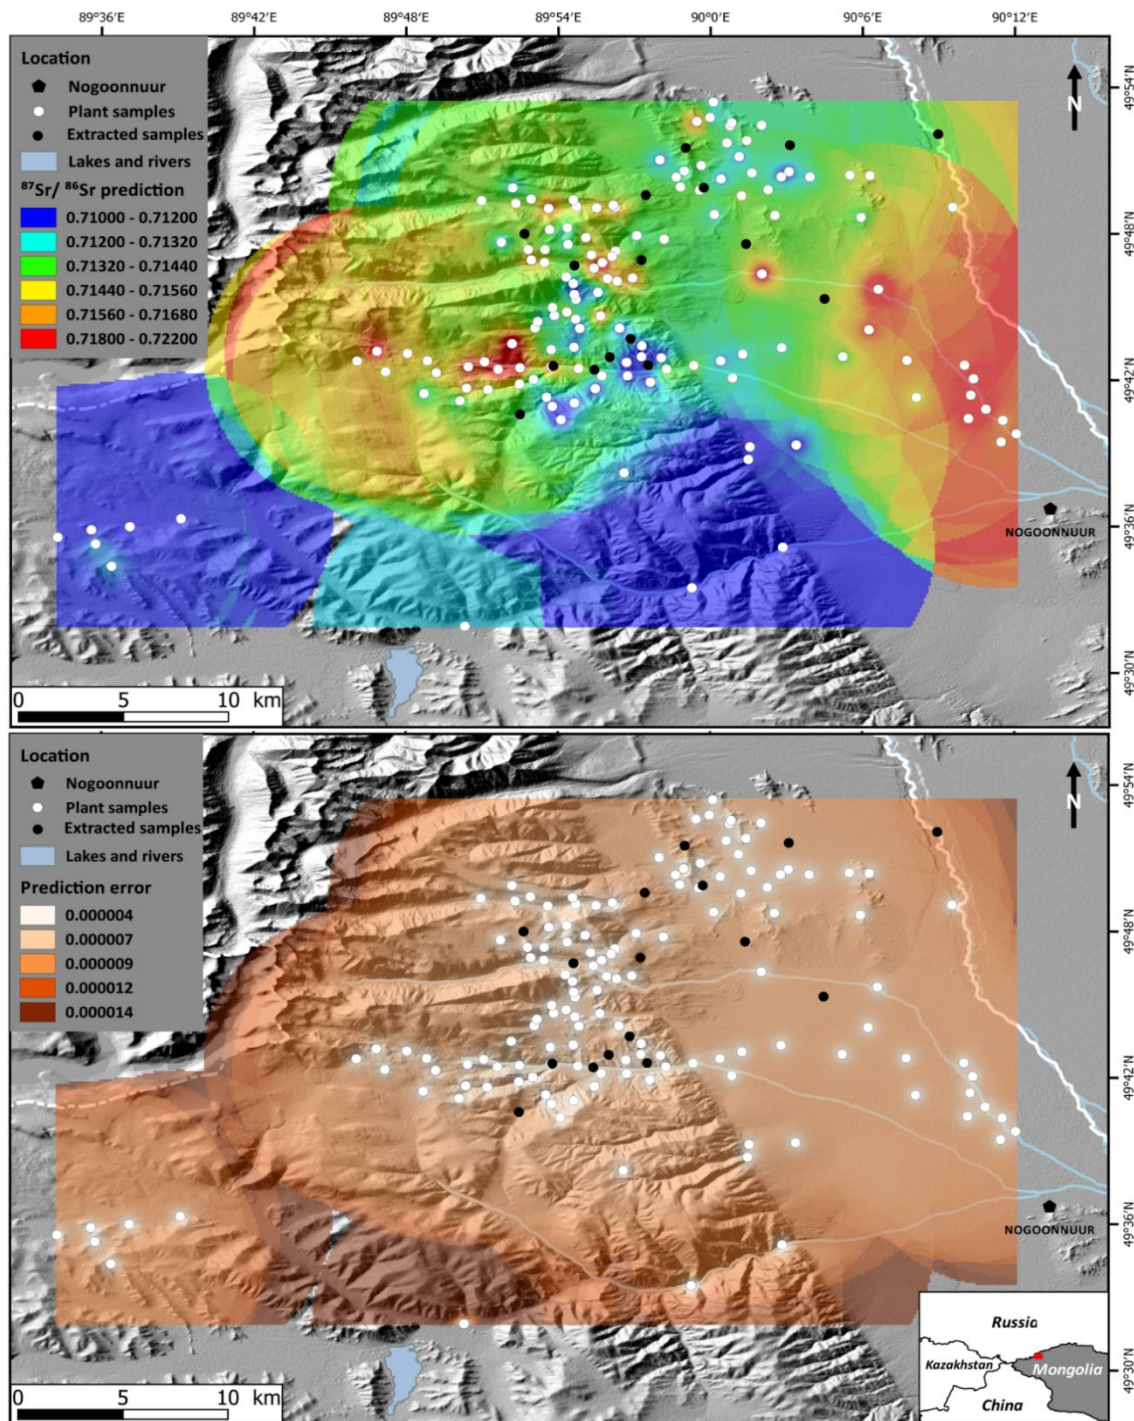 89°36'E 89°42'E 89°48'E 89°54'E 90°00'E 90°6'E 90°12'E
Location
Nogoonnuur
Plant samples
Extracted samples
Lakes and rivers
⁸⁷Sr/ ⁸⁶Sr prediction
0.71000 - 0.71200
0.71200 - 0.71320
0.71320 - 0.71440
0.71440 - 0.71560
0.71560 - 0.71680
0.71800 - 0.72200
N
49°54'N
49°48'N
49°42'N
49°36'N
49°30'N
NOGOONNUUR
0 5 10 km
Location
Nogoonnuur
Plant samples
Extracted samples
Lakes and rivers
Prediction error
0.000004
0.000007
0.000009
0.000012
0.000014
N
49°54'N
49°48'N
49°42'N
49°36'N
49°30'N
NOGOONNUUR
0 5 10 km
Russia
Kazakhstan
Mongolia
China